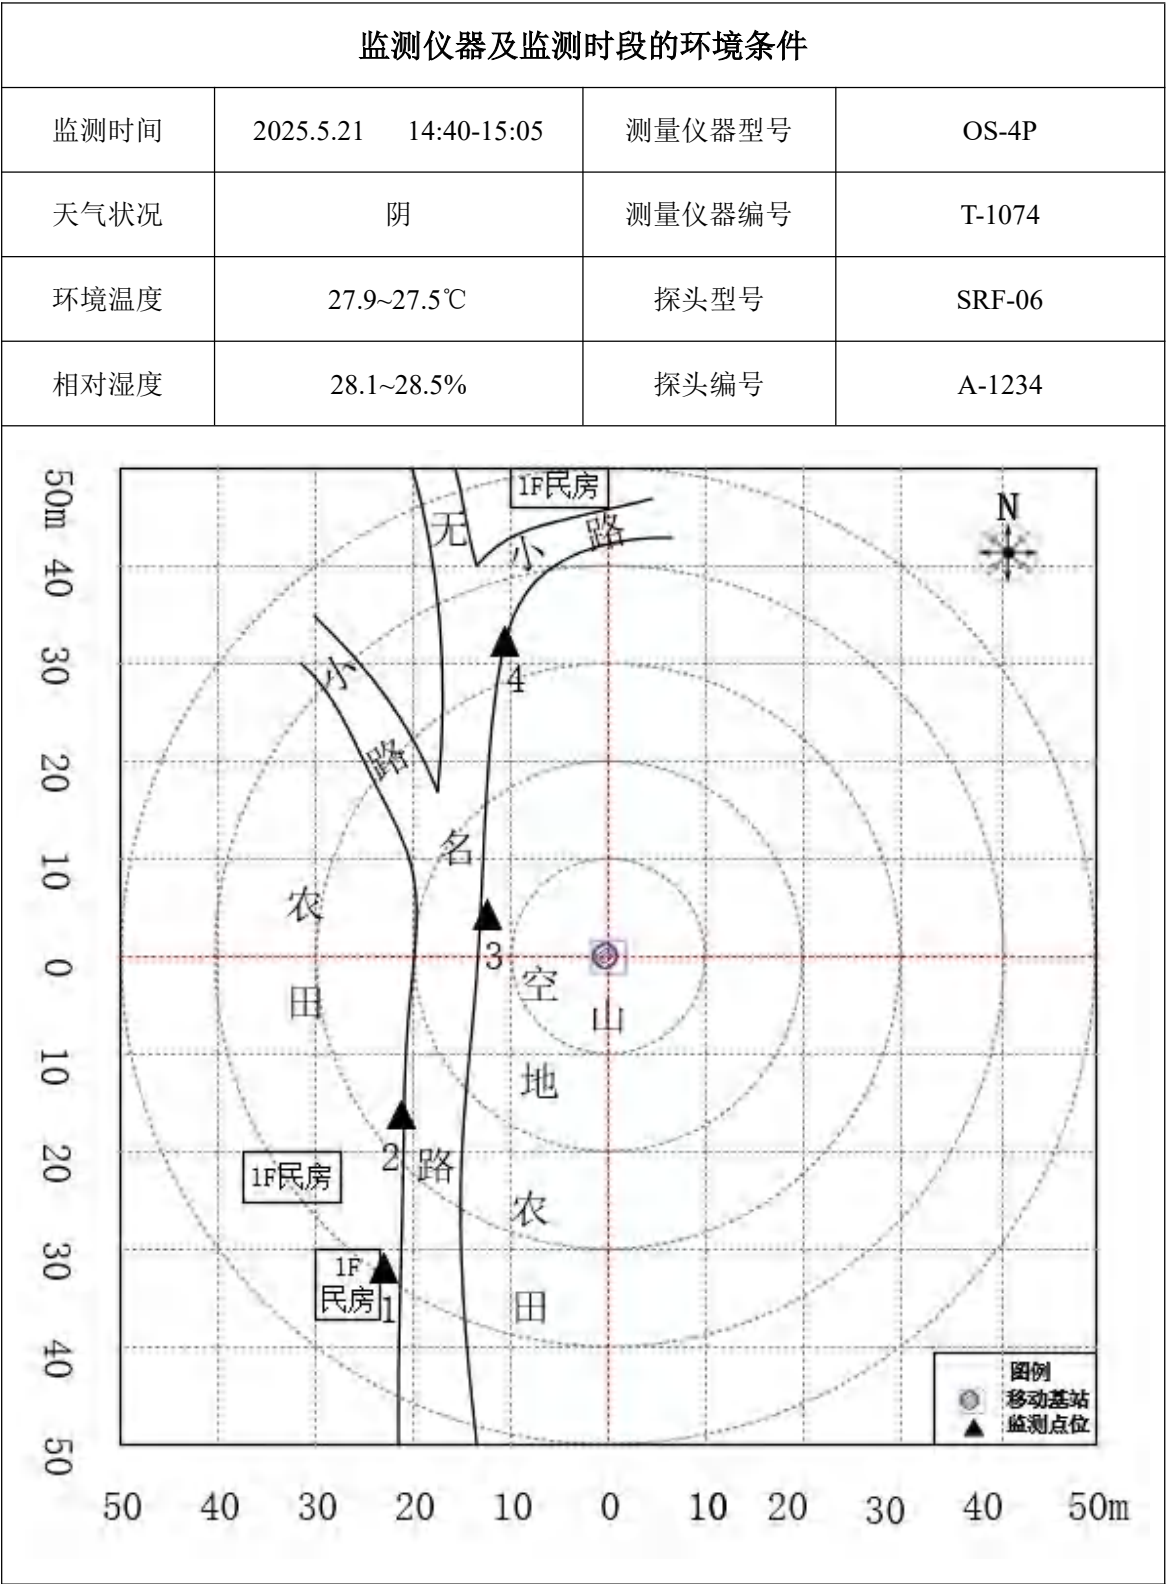 监测仪器及监测时段的环境条件
监测时间 2025.5.21 14:40-15:05 测量仪器型号 OS-4P
天气状况 阴 测量仪器编号 T-1074
环境温度 27.9~27.5℃ 探头型号 SRF-06
相对湿度 28.1~28.5% 探头编号 A-1234
50m
40
30
20
10
0
10
20
30
40
50
1F民房
N
无
小路
4
小路
名
农田
3
空地
山
2
路
1F民房
农田
1F
民房
1
图例
移动基站
监测点位
50 40 30 20 10 0 10 20 30 40 50m